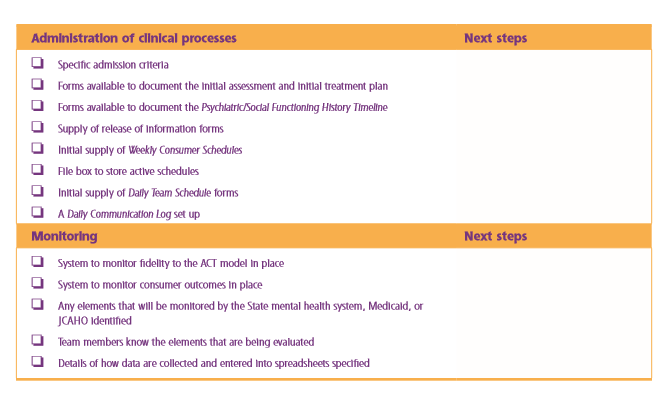 Administration of clinical processes Next steps
❏ Specific admission criteria
❏ Forms available to document the initial assessment and initial treatment plan
❏ Forms available to document the Psychiatric/Social Functioning History Timeline
❏ Supply of release of information forms
❏ Initial supply of Weekly Consumer Schedules
❏ File box to store active schedules
❏ Initial supply of Daily Team Schedule forms
❏ A Daily Communication Log set up
Monitoring Next steps
❏ System to monitor fidelity to the ACT model in place
❏ System to monitor consumer outcomes in place
❏ Any elements that will be monitored by the State mental health system, Medicaid, or
JCAHO identified
❏ Team members know the elements that are being evaluated
❏ Details of how data are collected and entered into spreadsheets specified